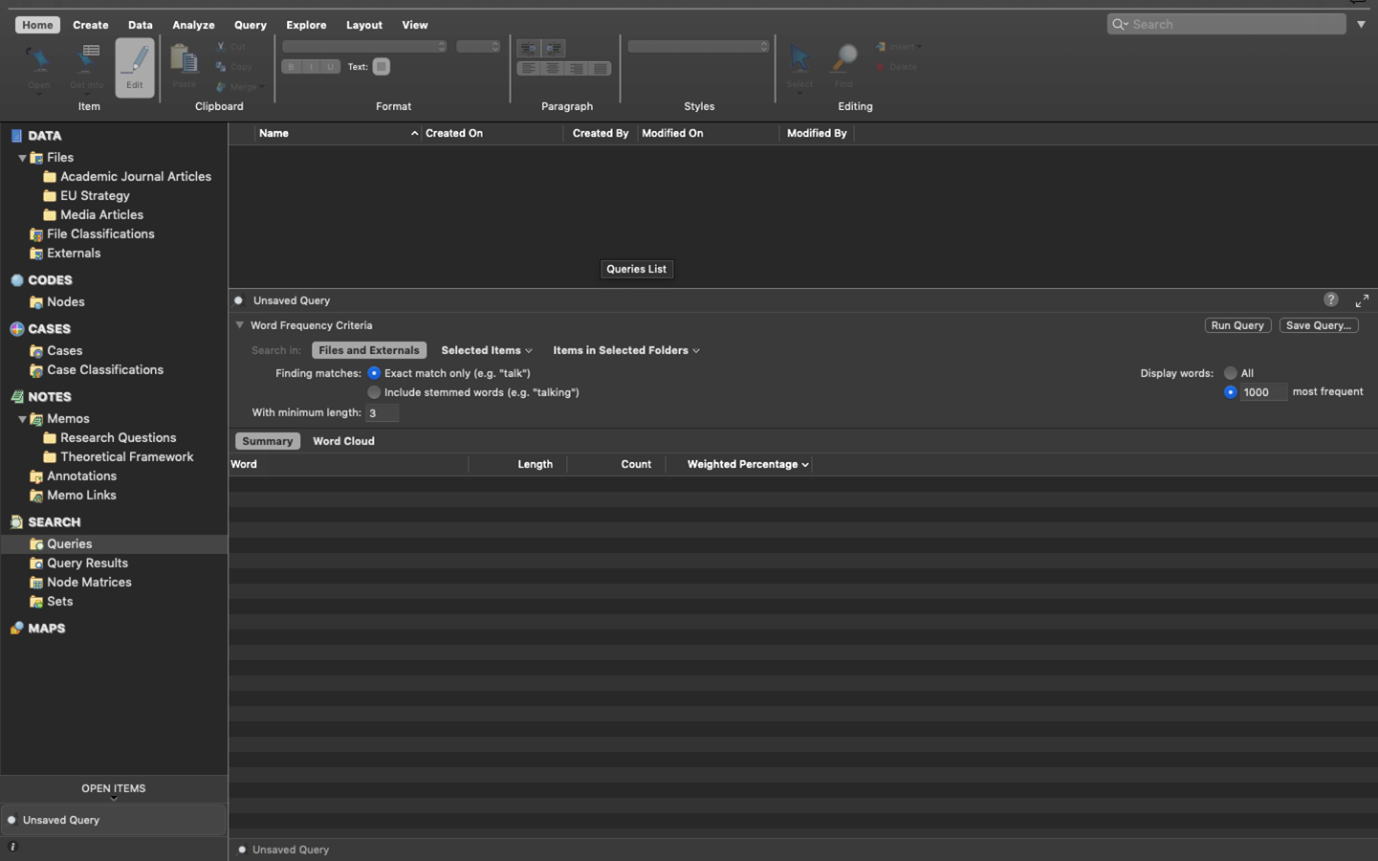 Home Create Data Analyze Query Explore Layout View
Search
Open Get Info Edit Paste Cut Copy Merge
B I U Text:
Select Find Insert Delete
Item Clipboard Format Paragraph Styles Editing
DATA
Files
Academic Journal Articles
EU Strategy
Media Articles
File Classifications
Externals
CODES
Nodes
CASES
Cases
Case Classifications
NOTES
Memos
Research Questions
Theoretical Framework
Annotations
Memo Links
SEARCH
Queries
Query Results
Node Matrices
Sets
MAPS
OPEN ITEMS
Unsaved Query
Name Created On Created By Modified On Modified By
Queries List
Unsaved Query ?
Word Frequency Criteria Run Query Save Query...
Search in: Files and Externals Selected Items Items in Selected Folders
Finding matches: Exact match only (e.g. "talk") Display words: All
Include stemmed words (e.g. "talking") 1000 most frequent
With minimum length: 3
Summary Word Cloud
Word Length Count Weighted Percentage
Unsaved Query